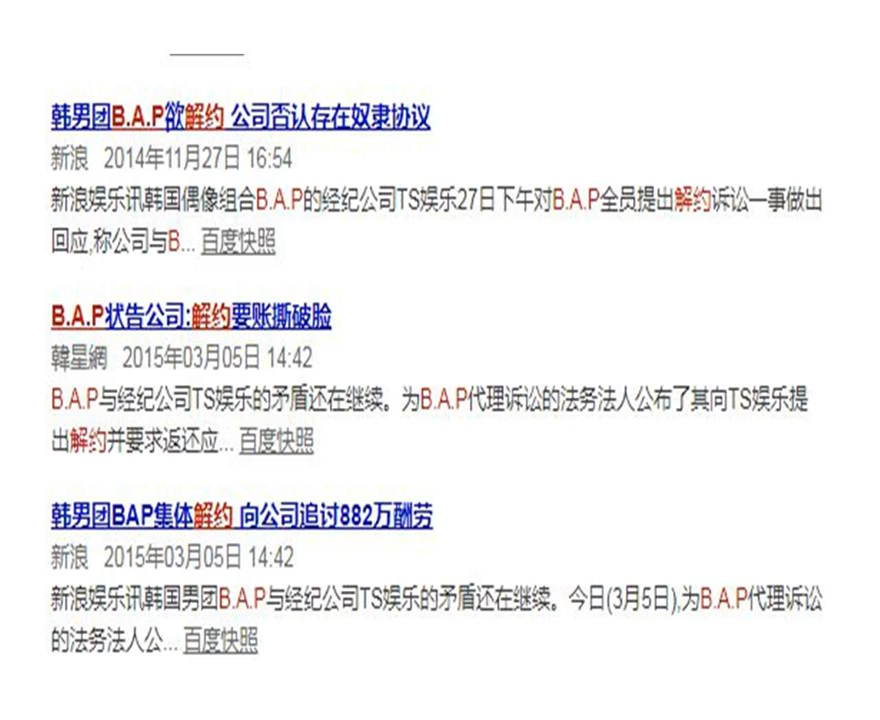 韩男团B.A.P欲解约 公司否认存在奴隶协议
新浪 2014年11月27日 16:54
新浪娱乐讯韩国偶像组合B.A.P的经纪公司TS娱乐27日下午对B.A.P全员提出解约诉讼一事做出
回应,称公司与B... 百度快照
B.A.P状告公司:解约要账撕破脸
韓星網 2015年03月05日 14:42
B.A.P与经纪公司TS娱乐的矛盾还在继续。为B.A.P代理诉讼的法务法人公布了其向TS娱乐提
出解约并要求返还应... 百度快照
韩男团BAP集体解约 向公司追讨882万酬劳
新浪 2015年03月05日 14:42
新浪娱乐讯韩国男团B.A.P与经纪公司TS娱乐的矛盾还在继续。今日(3月5日),为B.A.P代理诉讼
的法务法人公... 百度快照